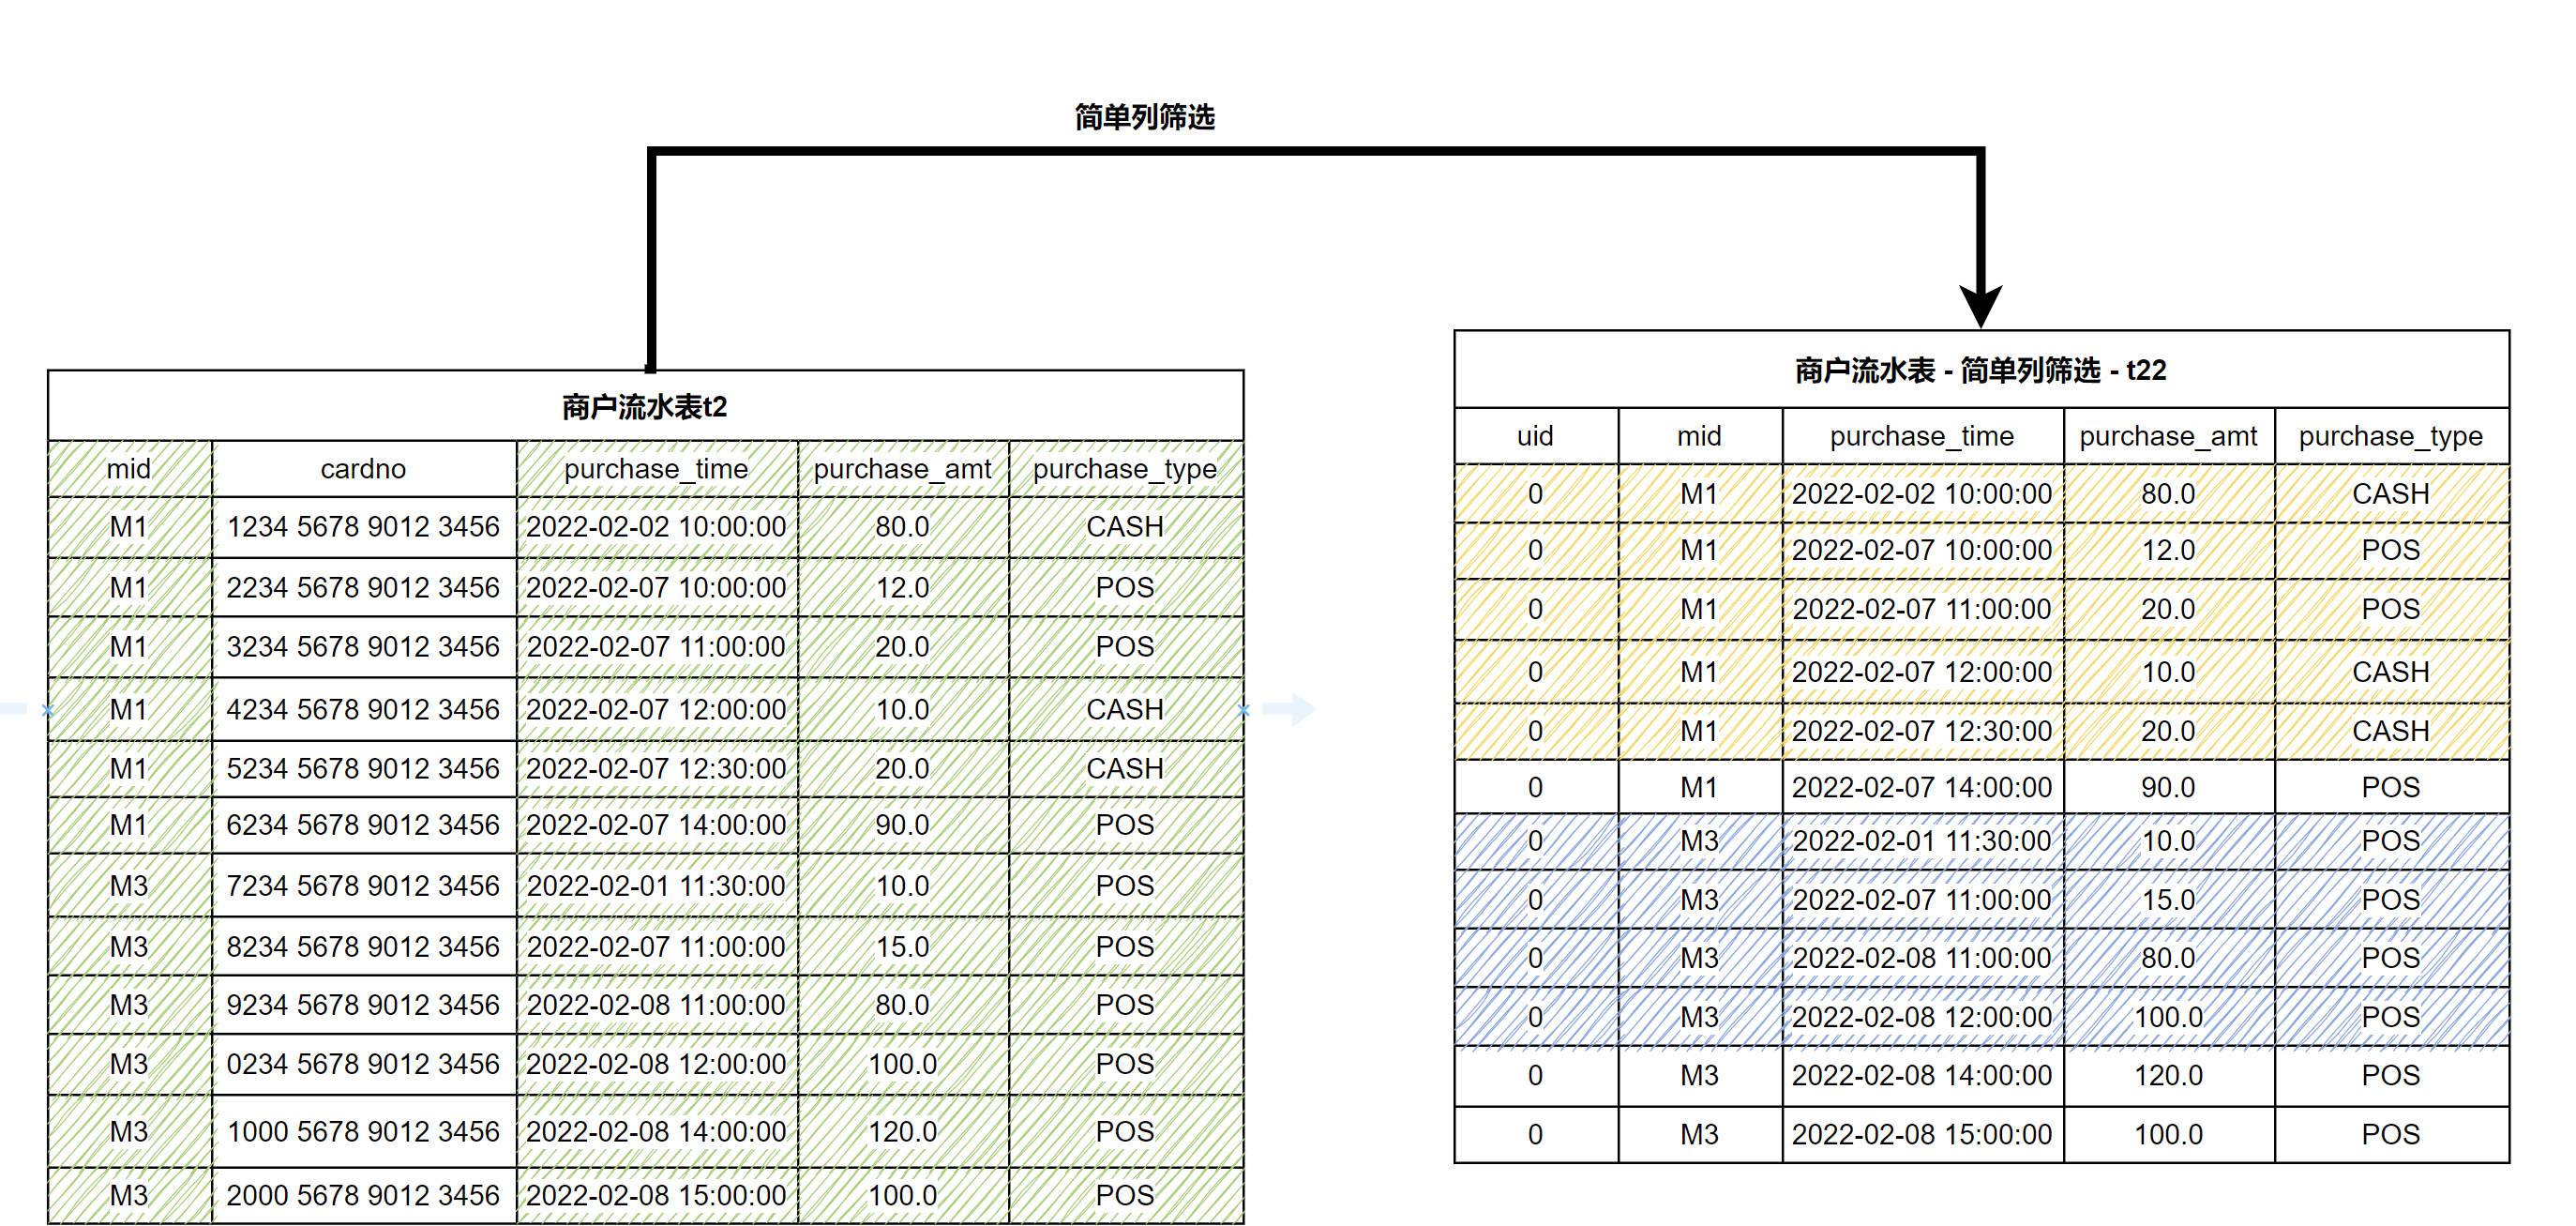 简单列筛选
商户流水表t2
mid cardno purchase_time purchase_amt purchase_type
M1 1234 5678 9012 3456 2022-02-02 10:00:00 80.0 CASH
M1 2234 5678 9012 3456 2022-02-07 10:00:00 12.0 POS
M1 3234 5678 9012 3456 2022-02-07 11:00:00 20.0 POS
M1 4234 5678 9012 3456 2022-02-07 12:00:00 10.0 CASH
M1 5234 5678 9012 3456 2022-02-07 12:30:00 20.0 CASH
M1 6234 5678 9012 3456 2022-02-07 14:00:00 90.0 POS
M3 7234 5678 9012 3456 2022-02-01 11:30:00 10.0 POS
M3 8234 5678 9012 3456 2022-02-07 11:00:00 15.0 POS
M3 9234 5678 9012 3456 2022-02-08 11:00:00 80.0 POS
M3 0234 5678 9012 3456 2022-02-08 12:00:00 100.0 POS
M3 1000 5678 9012 3456 2022-02-08 14:00:00 120.0 POS
M3 2000 5678 9012 3456 2022-02-08 15:00:00 100.0 POS
商户流水表 - 简单列筛选 - t22
uid mid purchase_time purchase_amt purchase_type
0 M1 2022-02-02 10:00:00 80.0 CASH
0 M1 2022-02-07 10:00:00 12.0 POS
0 M1 2022-02-07 11:00:00 20.0 POS
0 M1 2022-02-07 12:00:00 10.0 CASH
0 M1 2022-02-07 12:30:00 20.0 CASH
0 M1 2022-02-07 14:00:00 90.0 POS
0 M3 2022-02-01 11:30:00 10.0 POS
0 M3 2022-02-07 11:00:00 15.0 POS
0 M3 2022-02-08 11:00:00 80.0 POS
0 M3 2022-02-08 12:00:00 100.0 POS
0 M3 2022-02-08 14:00:00 120.0 POS
0 M3 2022-02-08 15:00:00 100.0 POS